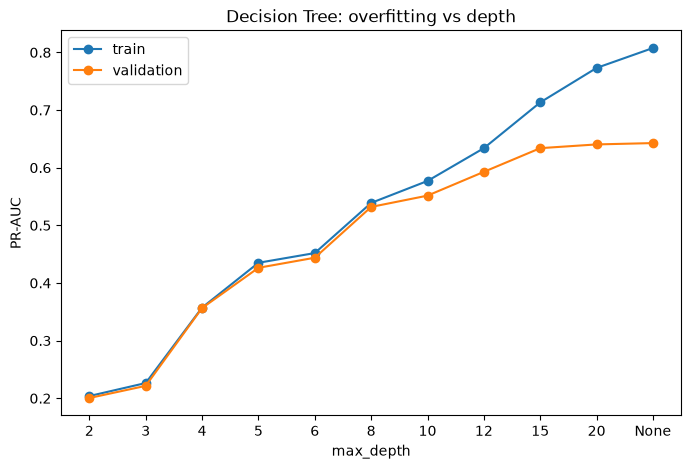 Decision Tree: overfitting vs depth
train
validation
PR-AUC
0.8
0.7
0.6
0.5
0.4
0.3
0.2
2 3 4 5 6 8 10 12 15 20 None
max_depth